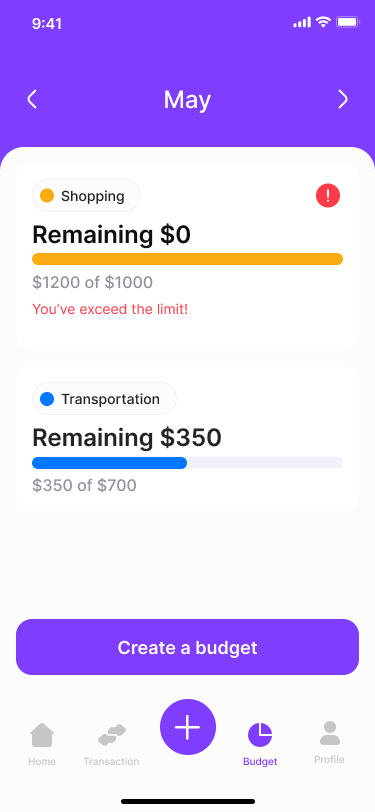 9:41
May
Shopping
!
Remaining $0
$1200 of $1000
You've exceed the limit!
Transportation
Remaining $350
$350 of $700
Create a budget
Home
Transaction
Budget
Profile